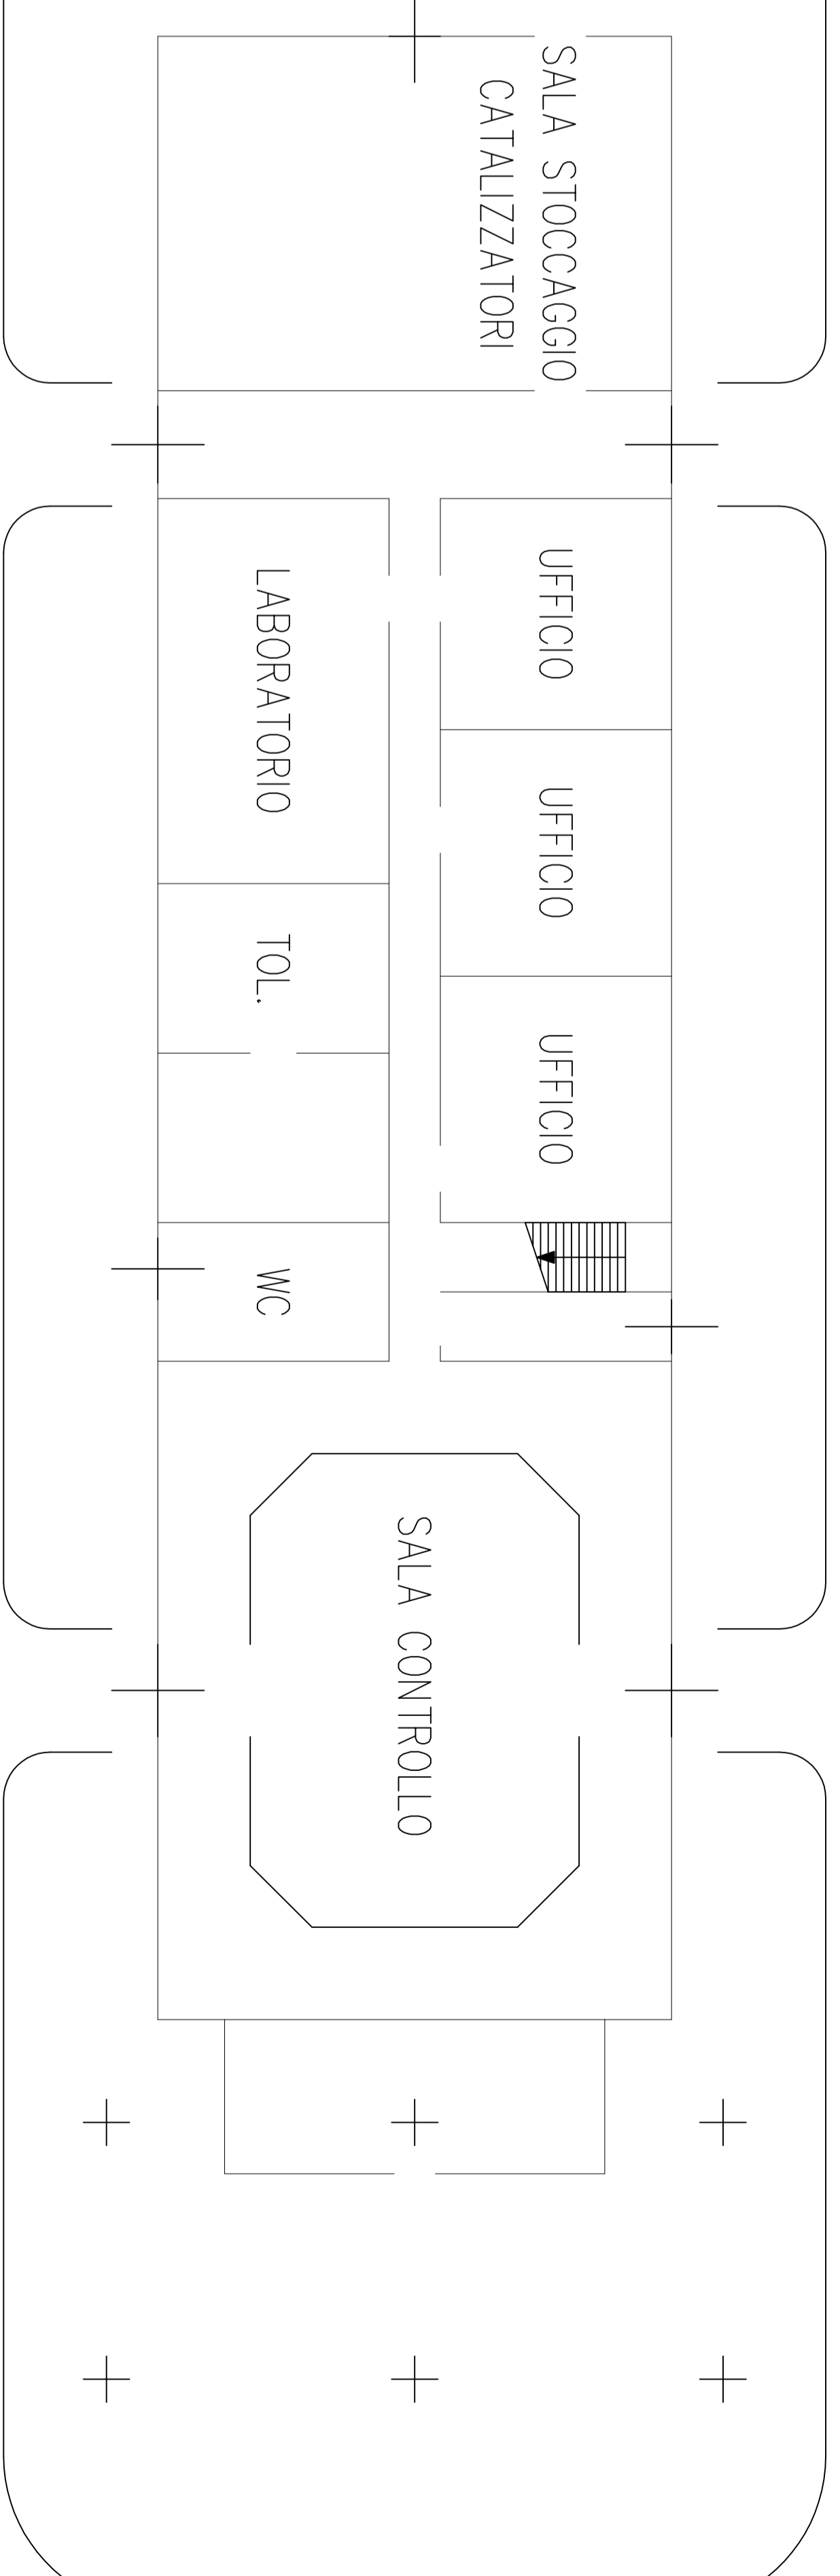 SALA STOCCAGGIO
CATALIZZATORI
UFFICIO
UFFICIO
UFFICIO
LABORATORIO
TOL.
WC
SALA CONTROLLO